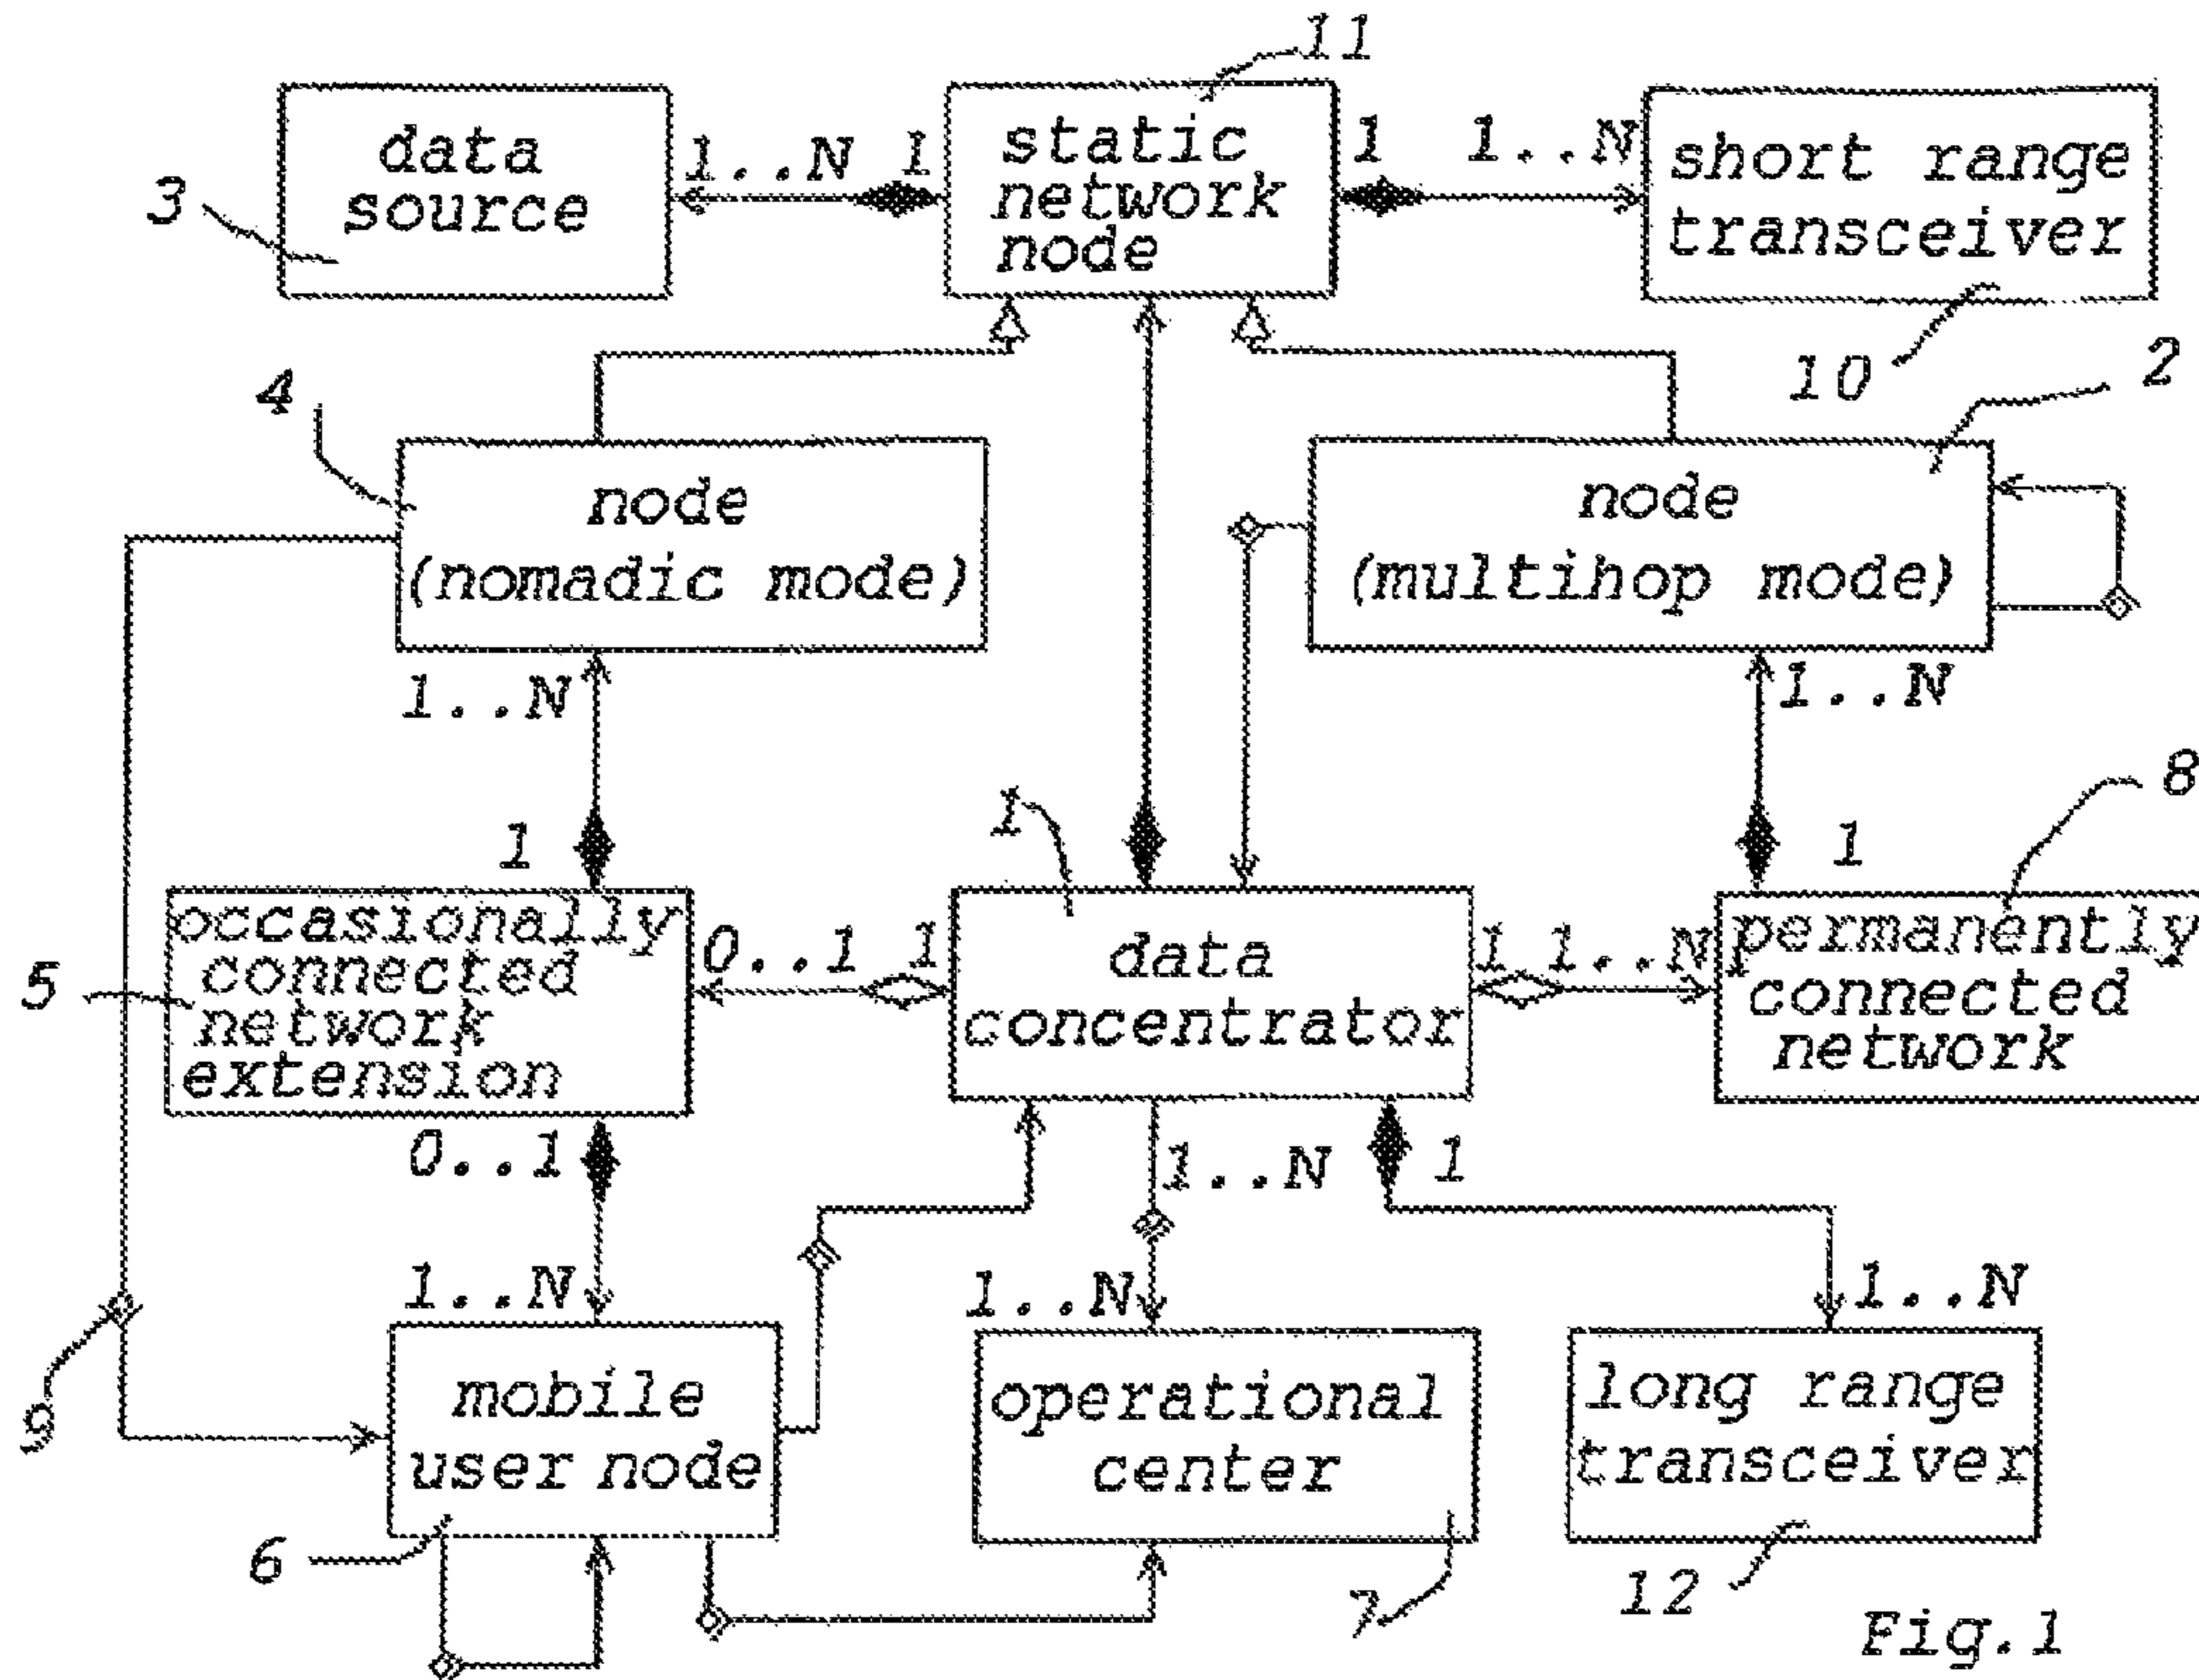 11
data
source
3
1..N
1
static
network
node
1
1..N
short range
transceiver
10
2
4
node
(nomadic mode)
node
(multihop mode)
1..N
1..N
1
1
1
8
occasionally
connected
network
extension
5
0..1
1
data
concentrator
1
1..N
permanently
connected
network
0..1
1..N
1
1..N
1..N
1..N
9
mobile
user node
6
operational
center
7
long range
transceiver
12
Fig.1